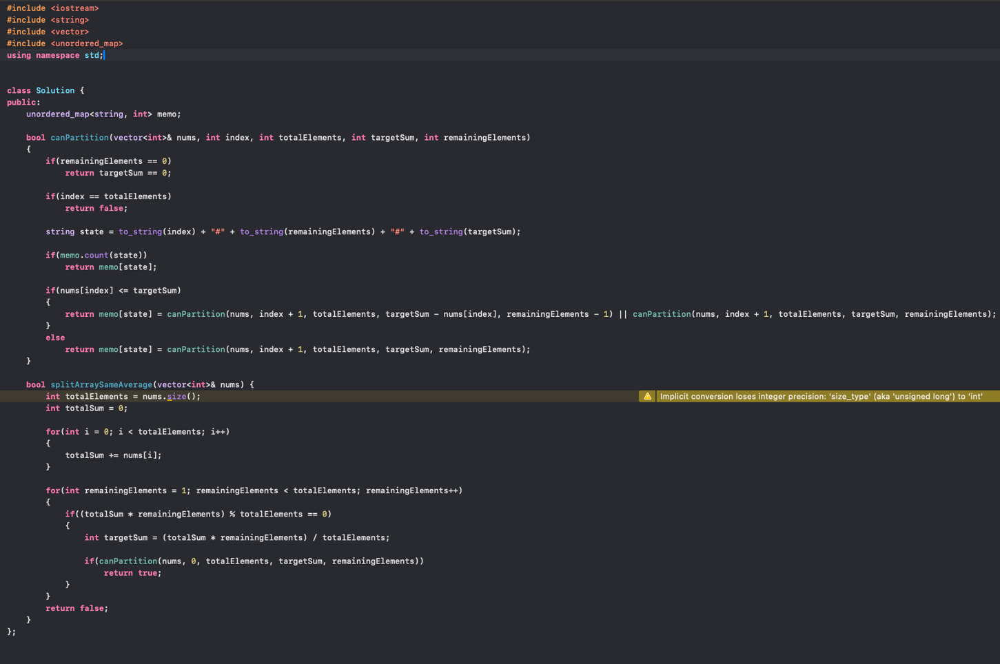 #include <iostream>
#include <string>
#include <vector>
#include <unordered_map>
using namespace std;
class Solution {
public:
    unordered_map<string, int> memo;
    bool canPartition(vector<int>& nums, int index, int totalElements, int targetSum, int remainingElements)
    {
        if(remainingElements == 0)
            return targetSum == 0;
        if(index == totalElements)
            return false;
        string state = to_string(index) + "#" + to_string(remainingElements) + "#" + to_string(targetSum);
        if(memo.count(state))
            return memo[state];
        if(nums[index] <= targetSum)
        {
            return memo[state] = canPartition(nums, index + 1, totalElements, targetSum - nums[index], remainingElements - 1) || canPartition(nums, index + 1, totalElements, targetSum, remainingElements);
        }
        else
            return memo[state] = canPartition(nums, index + 1, totalElements, targetSum, remainingElements);
    }
    bool splitArraySameAverage(vector<int>& nums) {
        int totalElements = nums.size();
Implicit conversion loses integer precision: 'size_type' (aka 'unsigned long') to 'int'
        int totalSum = 0;
        for(int i = 0; i < totalElements; i++)
        {
            totalSum += nums[i];
        }
        for(int remainingElements = 1; remainingElements < totalElements; remainingElements++)
        {
            if((totalSum * remainingElements) % totalElements == 0)
            {
                int targetSum = (totalSum * remainingElements) / totalElements;
                if(canPartition(nums, 0, totalElements, targetSum, remainingElements))
                    return true;
            }
        }
        return false;
    }
};